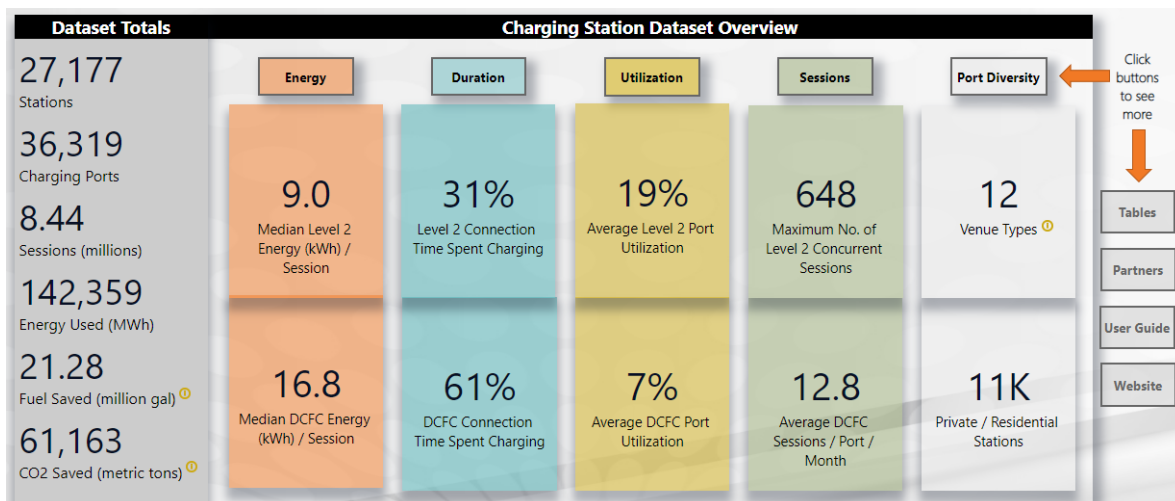 Dataset Totals
27,177
Stations
36,319
Charging Ports
8.44
Sessions (millions)
142,359
Energy Used (MWh)
21.28
Fuel Saved (million gal)
61,163
CO2 Saved (metric tons)
Charging Station Dataset Overview
Energy
9.0
Median Level 2
Energy (kWh) /
Session
16.8
Median DCFC Energy
(kWh) / Session
Duration
31%
Level 2 Connection
Time Spent Charging
61%
DCFC Connection
Time Spent Charging
Utilization
19%
Average Level 2 Port
Utilization
7%
Average DCFC Port
Utilization
Sessions
648
Maximum No. of
Level 2 Concurrent
Sessions
12.8
Average DCFC
Sessions / Port /
Month
Port Diversity
12
Venue Types
11K
Private / Residential
Stations
Click
buttons
to see
more
Tables
Partners
User Guide
Website